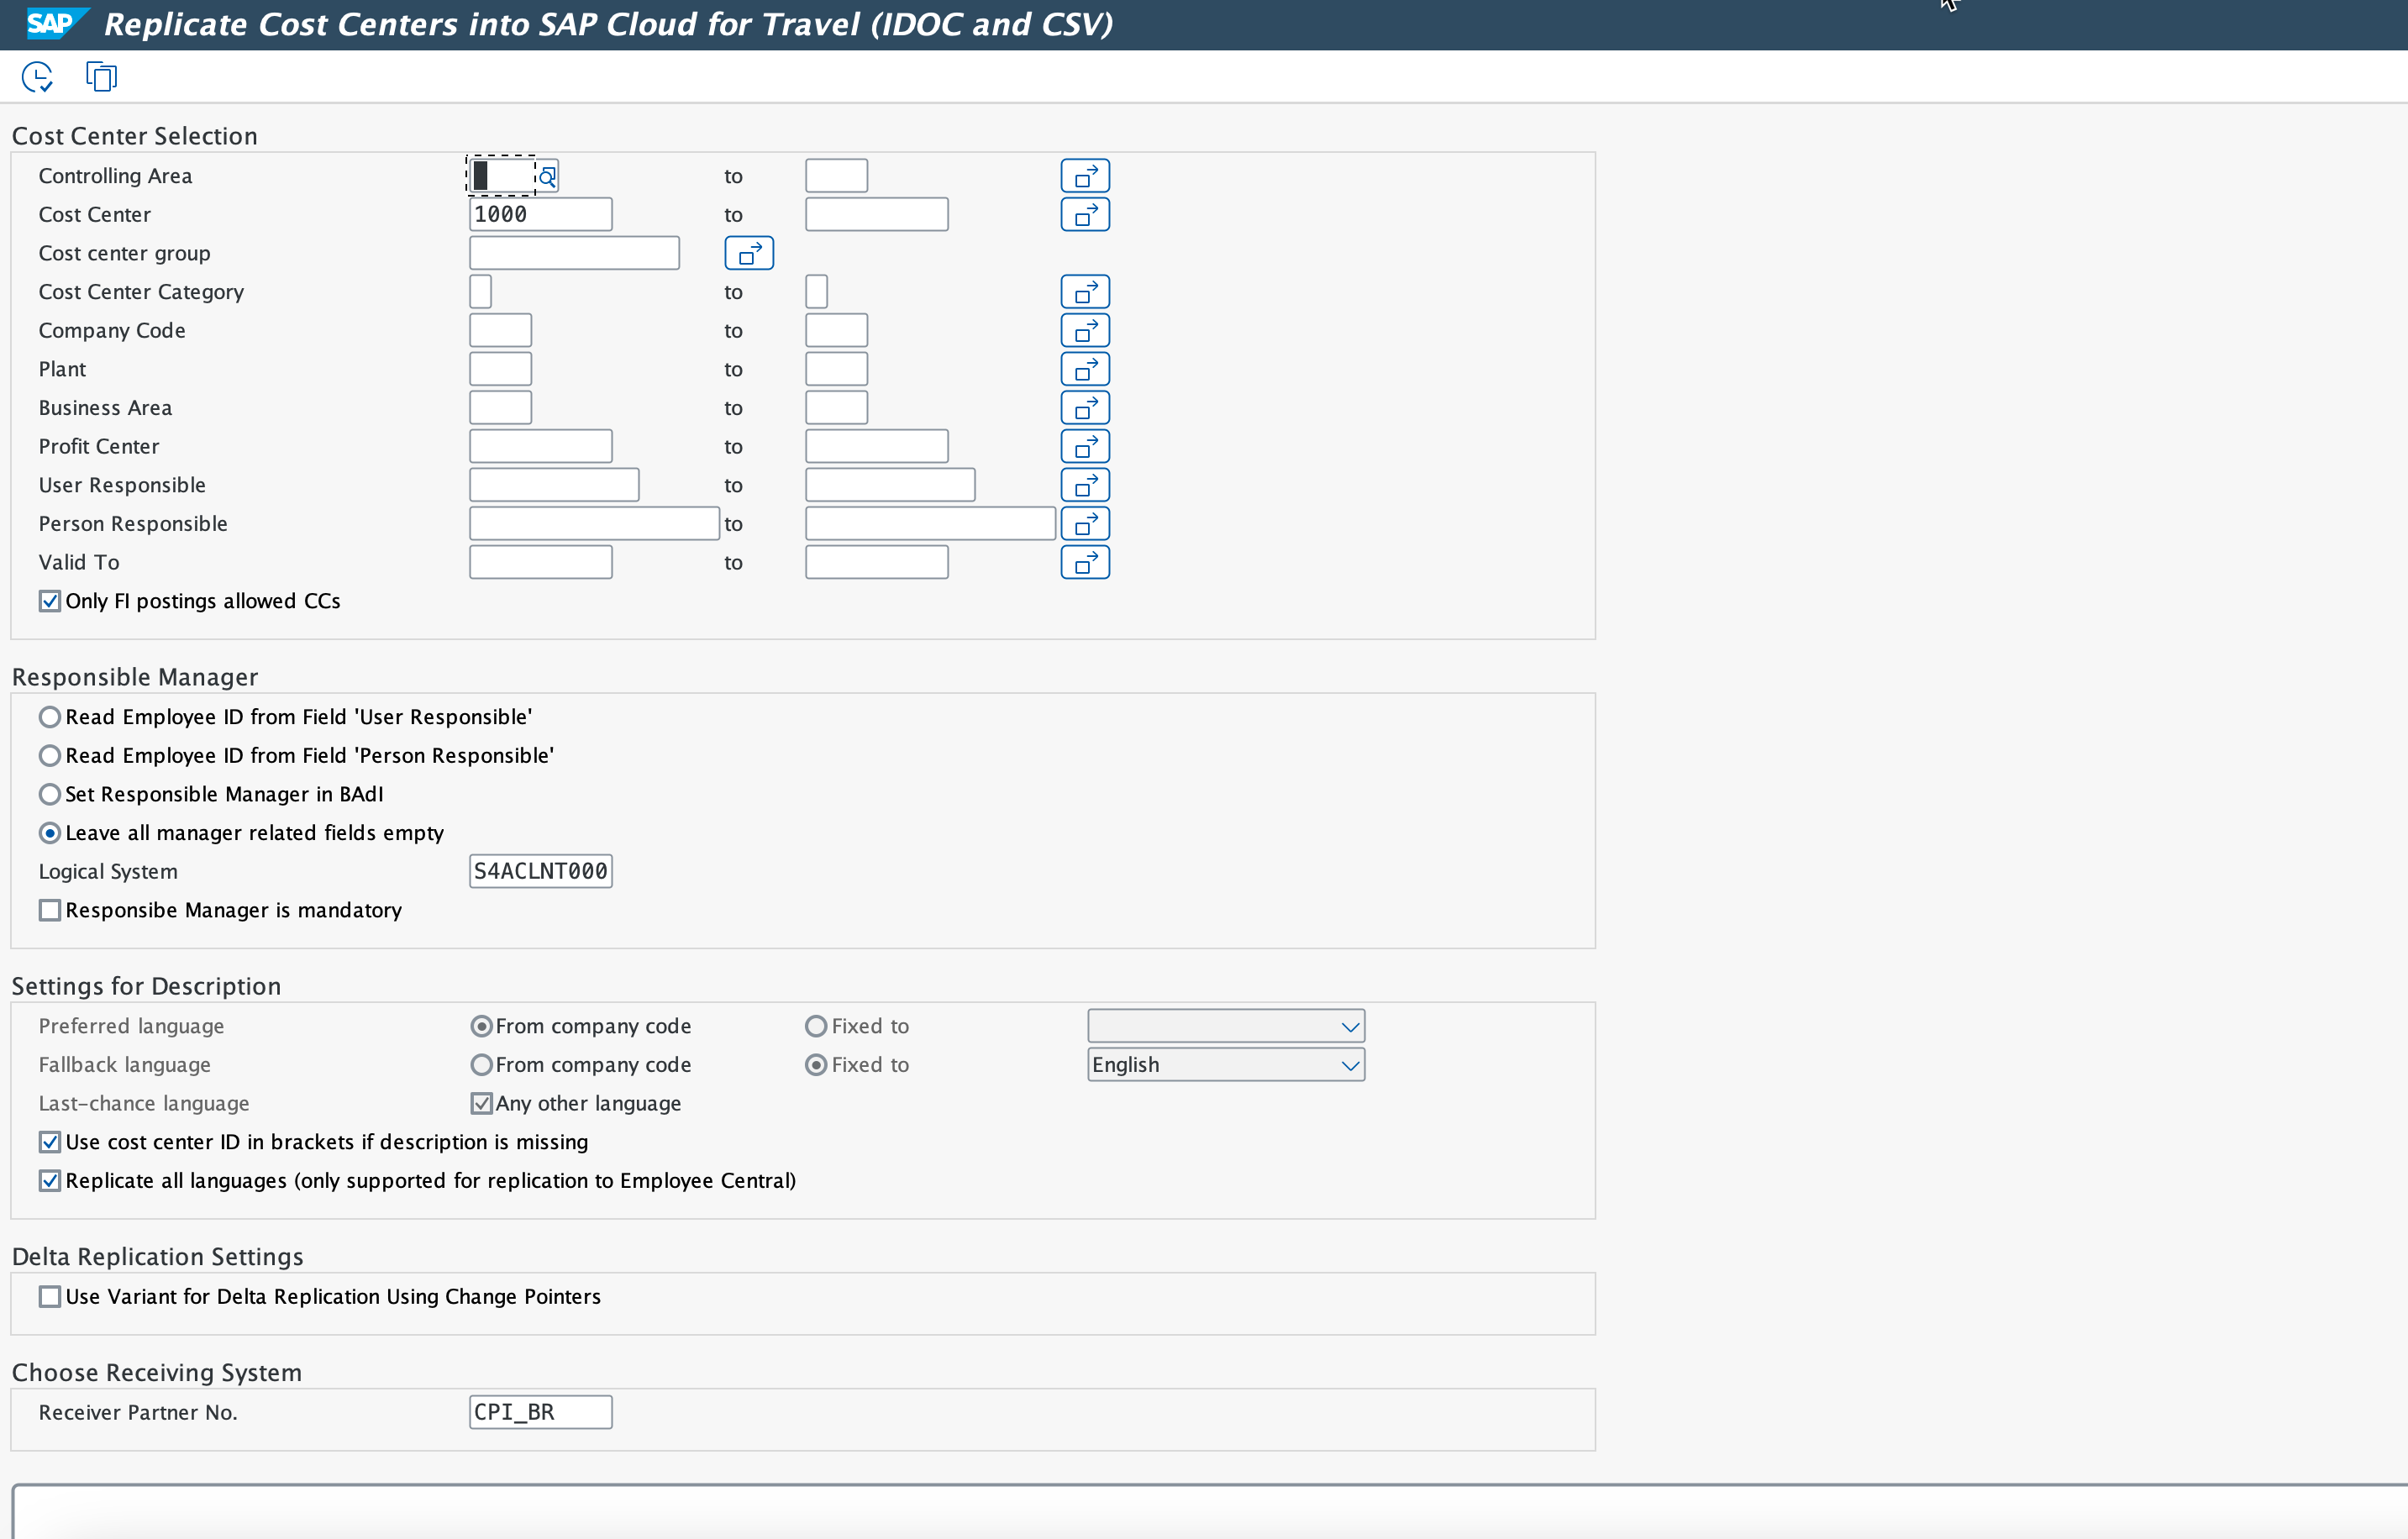 SAP Replicate Cost Centers into SAP Cloud for Travel (IDOC and CSV)
Cost Center Selection
Controlling Area to
Cost Center 1000 to
Cost center group
Cost Center Category to
Company Code to
Plant to
Business Area to
Profit Center to
User Responsible to
Person Responsible to
Valid To to
Only FI postings allowed CCs
Responsible Manager
Read Employee ID from Field 'User Responsible'
Read Employee ID from Field 'Person Responsible'
Set Responsible Manager in BAdI
Leave all manager related fields empty
Logical System S4ACLNT000
Responsibe Manager is mandatory
Settings for Description
Preferred language From company code Fixed to
Fallback language From company code Fixed to English
Last-chance language Any other language
Use cost center ID in brackets if description is missing
Replicate all languages (only supported for replication to Employee Central)
Delta Replication Settings
Use Variant for Delta Replication Using Change Pointers
Choose Receiving System
Receiver Partner No. CPI_BR